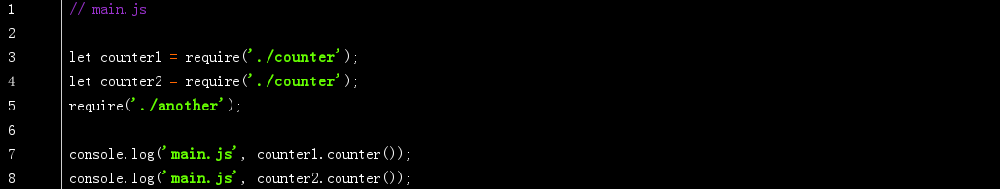 1 // main.js
2
3 let counter1 = require('./counter');
4 let counter2 = require('./counter');
5 require('./another');
6
7 console.log('main.js', counter1.counter());
8 console.log('main.js', counter2.counter());